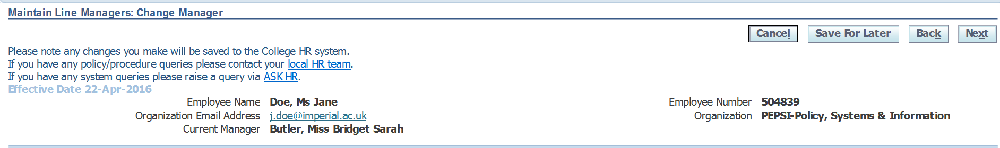 Maintain Line Managers: Change Manager
Cancel Save For Later Back Next
Please note any changes you make will be saved to the College HR system.
If you have any policy/procedure queries please contact your local HR team.
If you have any system queries please raise a query via ASK HR.
Effective Date 22-Apr-2016
Employee Name Doe, Ms Jane Employee Number 504839
Organization Email Address j.doe@imperial.ac.uk Organization PEPSI-Policy, Systems & Information
Current Manager Butler, Miss Bridget Sarah